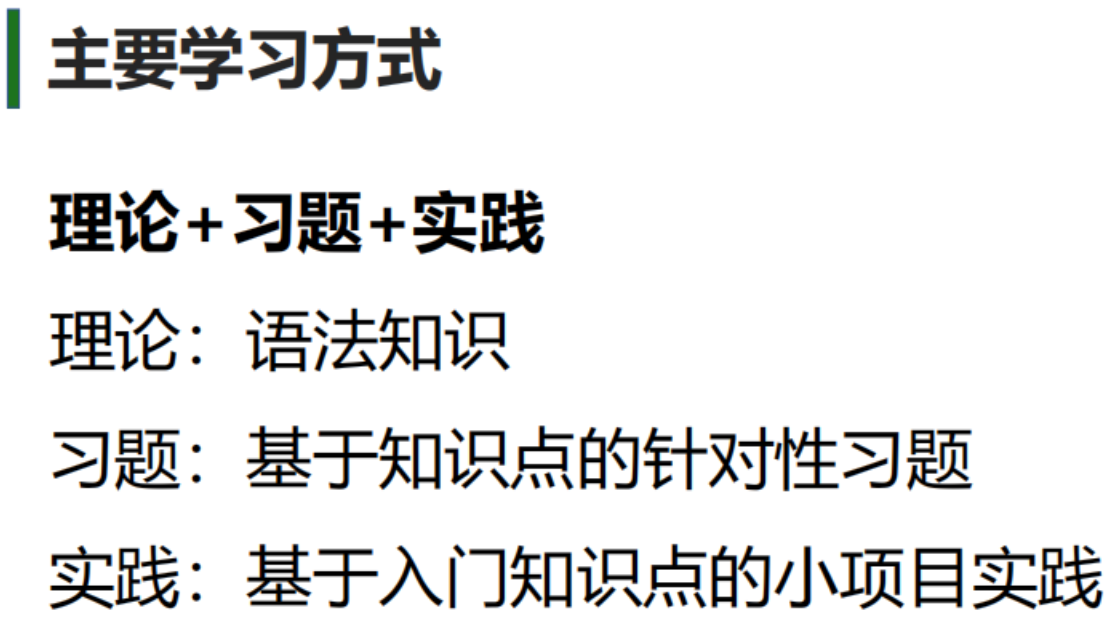 主要学习方式
理论+习题+实践
理论：语法知识
习题：基于知识点的针对性习题
实践：基于入门知识点的小项目实践